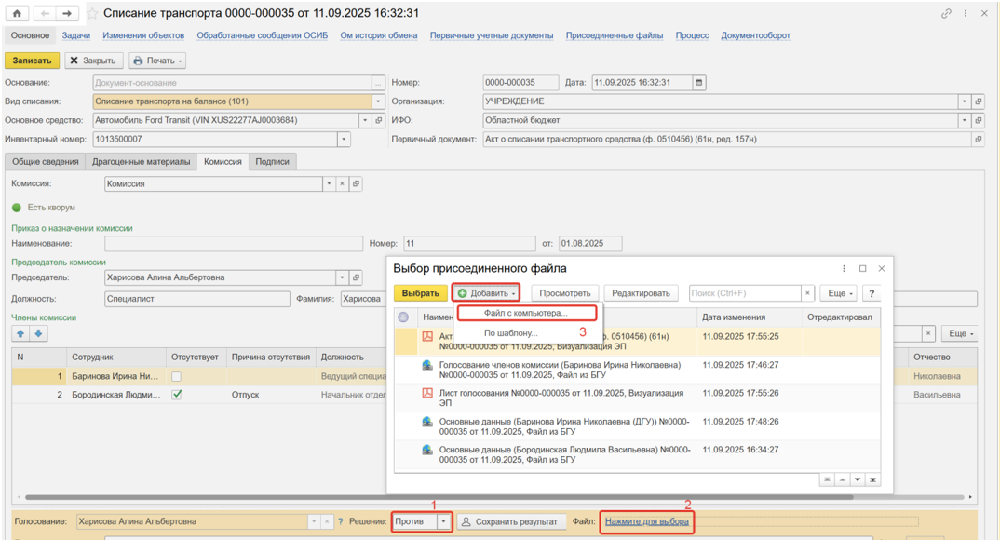 Списание транспорта 0000-000035 от 11.09.2025 16:32:31
Основное Задачи Изменения объектов Обработанные сообщения ОСИБ Ом история обмена Первичные учетные документы Присоединенные файлы Процесс Документооборот
Записать Закрыть Печать
Основание: Документ-основание ... Номер: 0000-000035 Дата: 11.09.2025 16:32:31
Вид списания: Списание транспорта на балансе (101) Организация: УЧРЕЖДЕНИЕ
Основное средство: Автомобиль Ford Transit (VIN XUS22277AJ0003684) ИФО: Областной бюджет
Инвентарный номер: 1013500007 Первичный документ: Акт о списании транспортного средства (ф. 0510456) (61н, ред. 157н)
Общие сведения Драгоценные материалы Комиссия Подписи
Комиссия: Комиссия
Есть кворум
Приказ о назначении комиссии
Наименование: Номер: 11 от: 01.08.2025
Председатель комиссии
Председатель: Харисова Алина Альбертовна
Должность: Специалист Фамилия: Харисова
Члены комиссии
Еще
N Сотрудник Отсутствует Причина отсутствия Должность Отчество
1 Баринова Ирина Ни... Ведущий специа Николаевна
2 Бородинская Людми... Отпуск Начальник отдел Васильевна
Выбор присоединенного файла
Выбрать Добавить Просмотреть Редактировать Поиск (Ctrl+F) × Еще ?
Файл с компьютера...
По шаблону...
3
Наимен Дата изменения Отредактировал
Акт ф. 0510456) (61н) 11.09.2025 17:55:25
№0000-000035 от 11.09.2025, Визуализация ЭП
Голосование членов комиссии (Баринова Ирина Николаевна) 11.09.2025 17:46:27
№0000-000035 от 11.09.2025, Файл из БГУ
Лист голосования №0000-000035 от 11.09.2025, Визуализация 11.09.2025 17:55:26
ЭП
Основные данные (Баринова Ирина Николаевна (ДГУ)) №0000- 11.09.2025 17:48:26
000035 от 11.09.2025, Файл из БГУ
Основные данные (Бородинская Людмила Васильевна) №0000- 11.09.2025 16:34:27
000035 от 11.09.2025, Файл из БГУ
1 2
Голосование: Харисова Алина Альбертовна ? Решение: Против Сохранить результат Файл: Нажмите для выбора